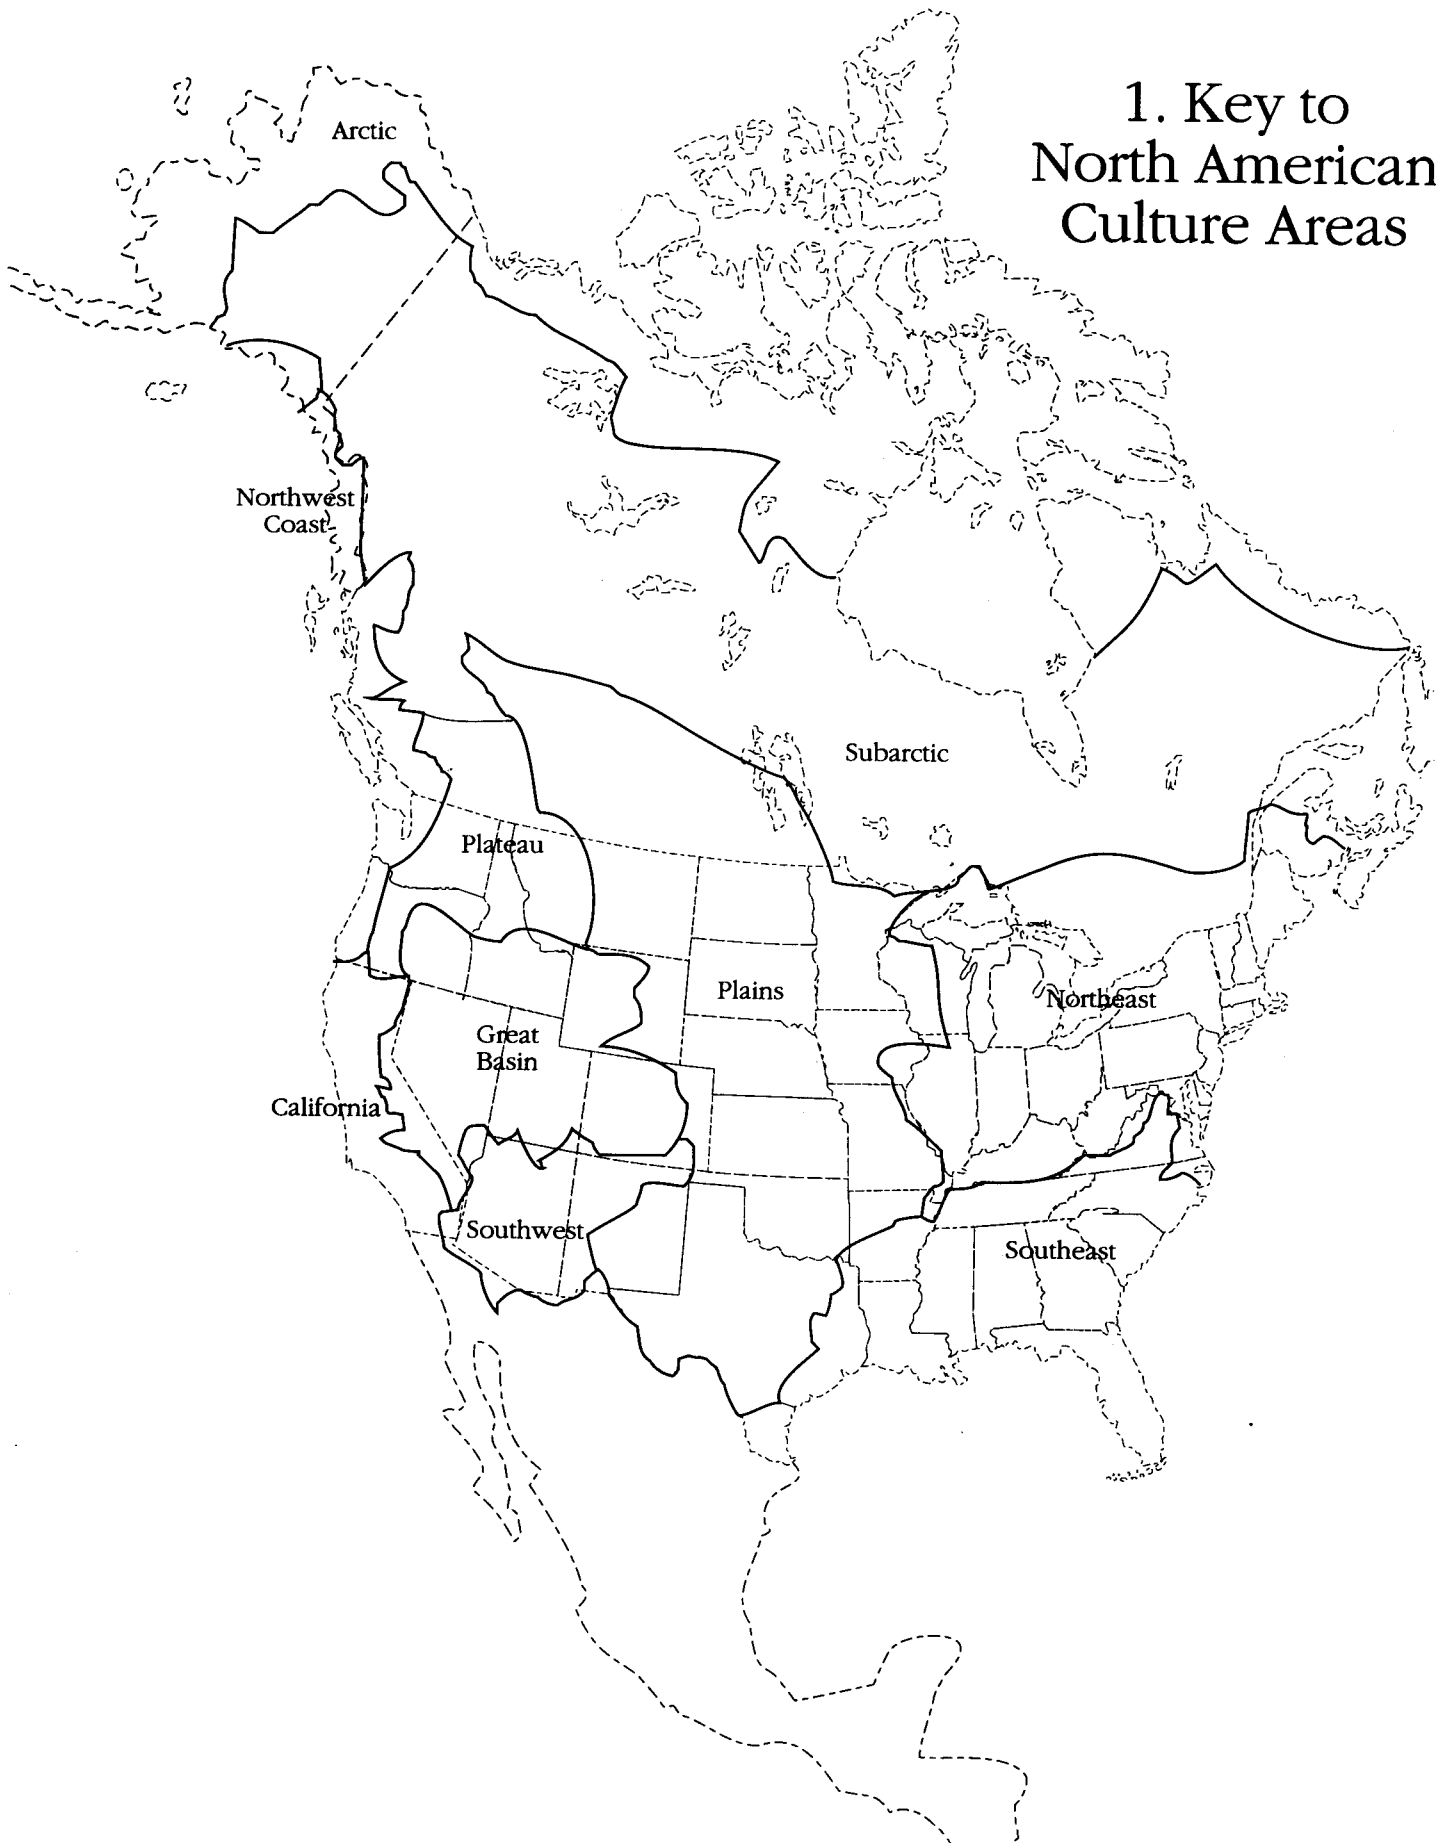 1. Key to
North American
Culture Areas
Arctic
Northwest
Coast
Subarctic
Plateau
Plains
Northeast
Great
Basin
California
Southwest
Southeast